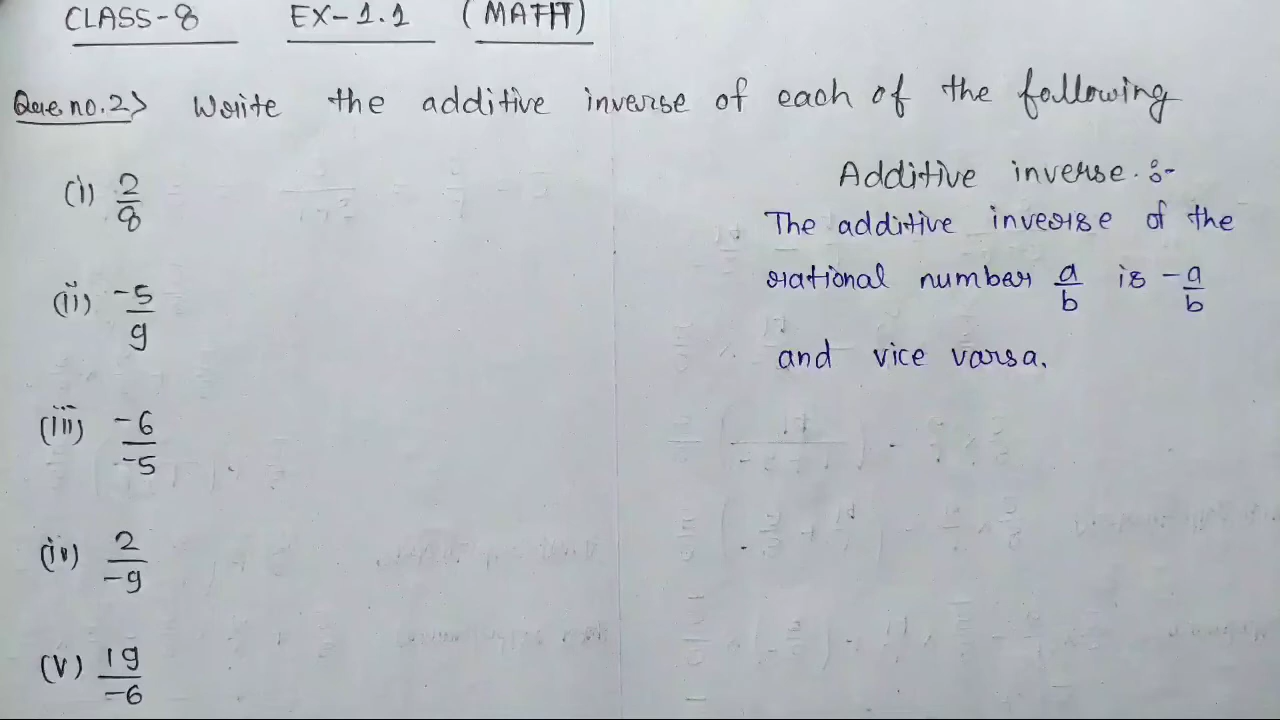 CLASS-8 EX-1.1 (MATH)
Que no.2> Write the additive inverse of each of the following
(i) 2/8
(ii) -5/9
(iii) -6/-5
(iv) 2/-9
(v) 19/-6
Additive inverse :-
The additive inverse of the
rational number a/b is -a/b
and vice varsa.